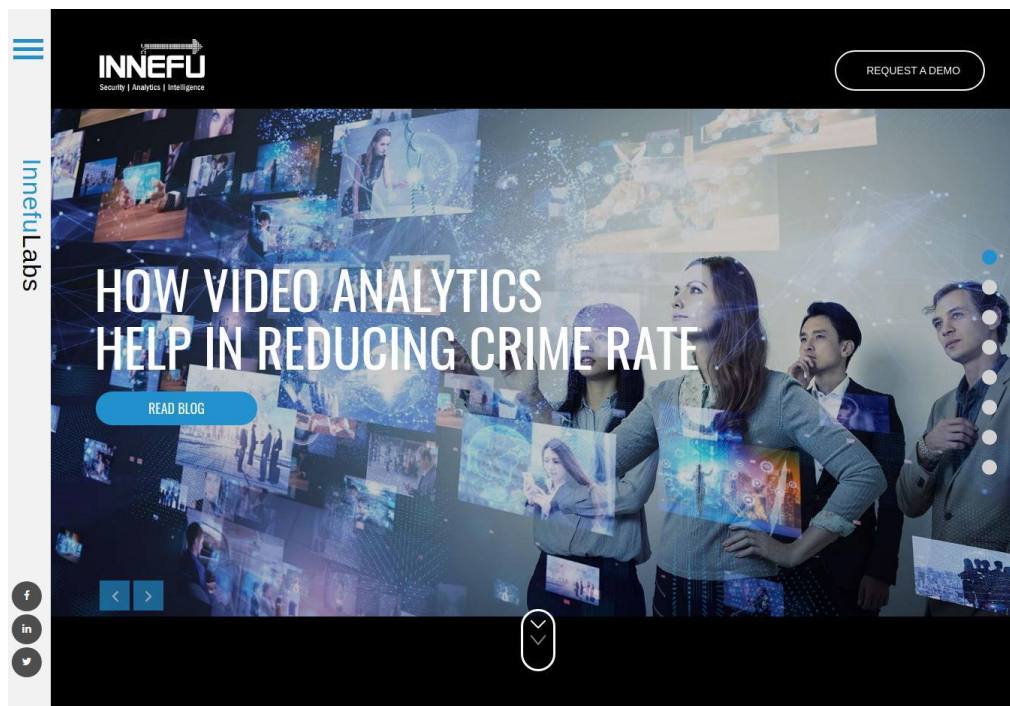 INNEFU
Security | Analytics | Intelligence
REQUEST A DEMO
InnefuLabs
HOW VIDEO ANALYTICS
HELP IN REDUCING CRIME RATE
READ BLOG
f
in